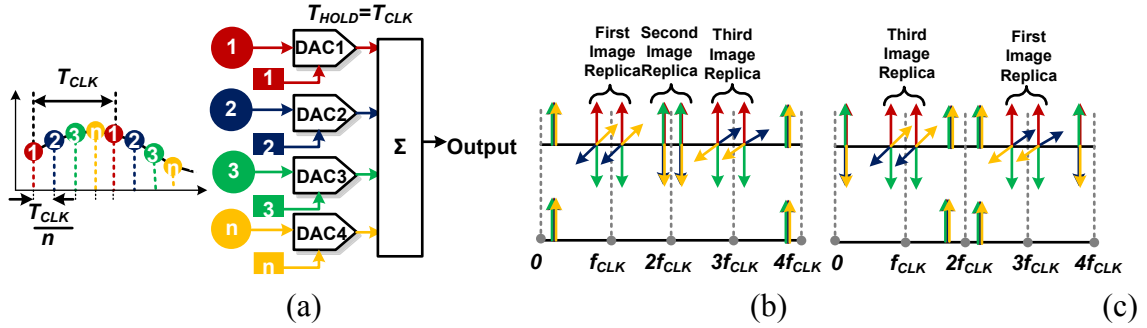 T_CLK
1 2 3 n 1 2 3 n
T_CLK
n
T_HOLD=T_CLK
1 DAC1
1
2 DAC2
2
3 DAC3
3
n DAC4
n
Σ
Output
(a)
First Image Replica
Second Image Replica
Third Image Replica
0 f_CLK 2f_CLK 3f_CLK 4f_CLK
(b)
Third Image Replica
First Image Replica
0 f_CLK 2f_CLK 3f_CLK 4f_CLK
(c)